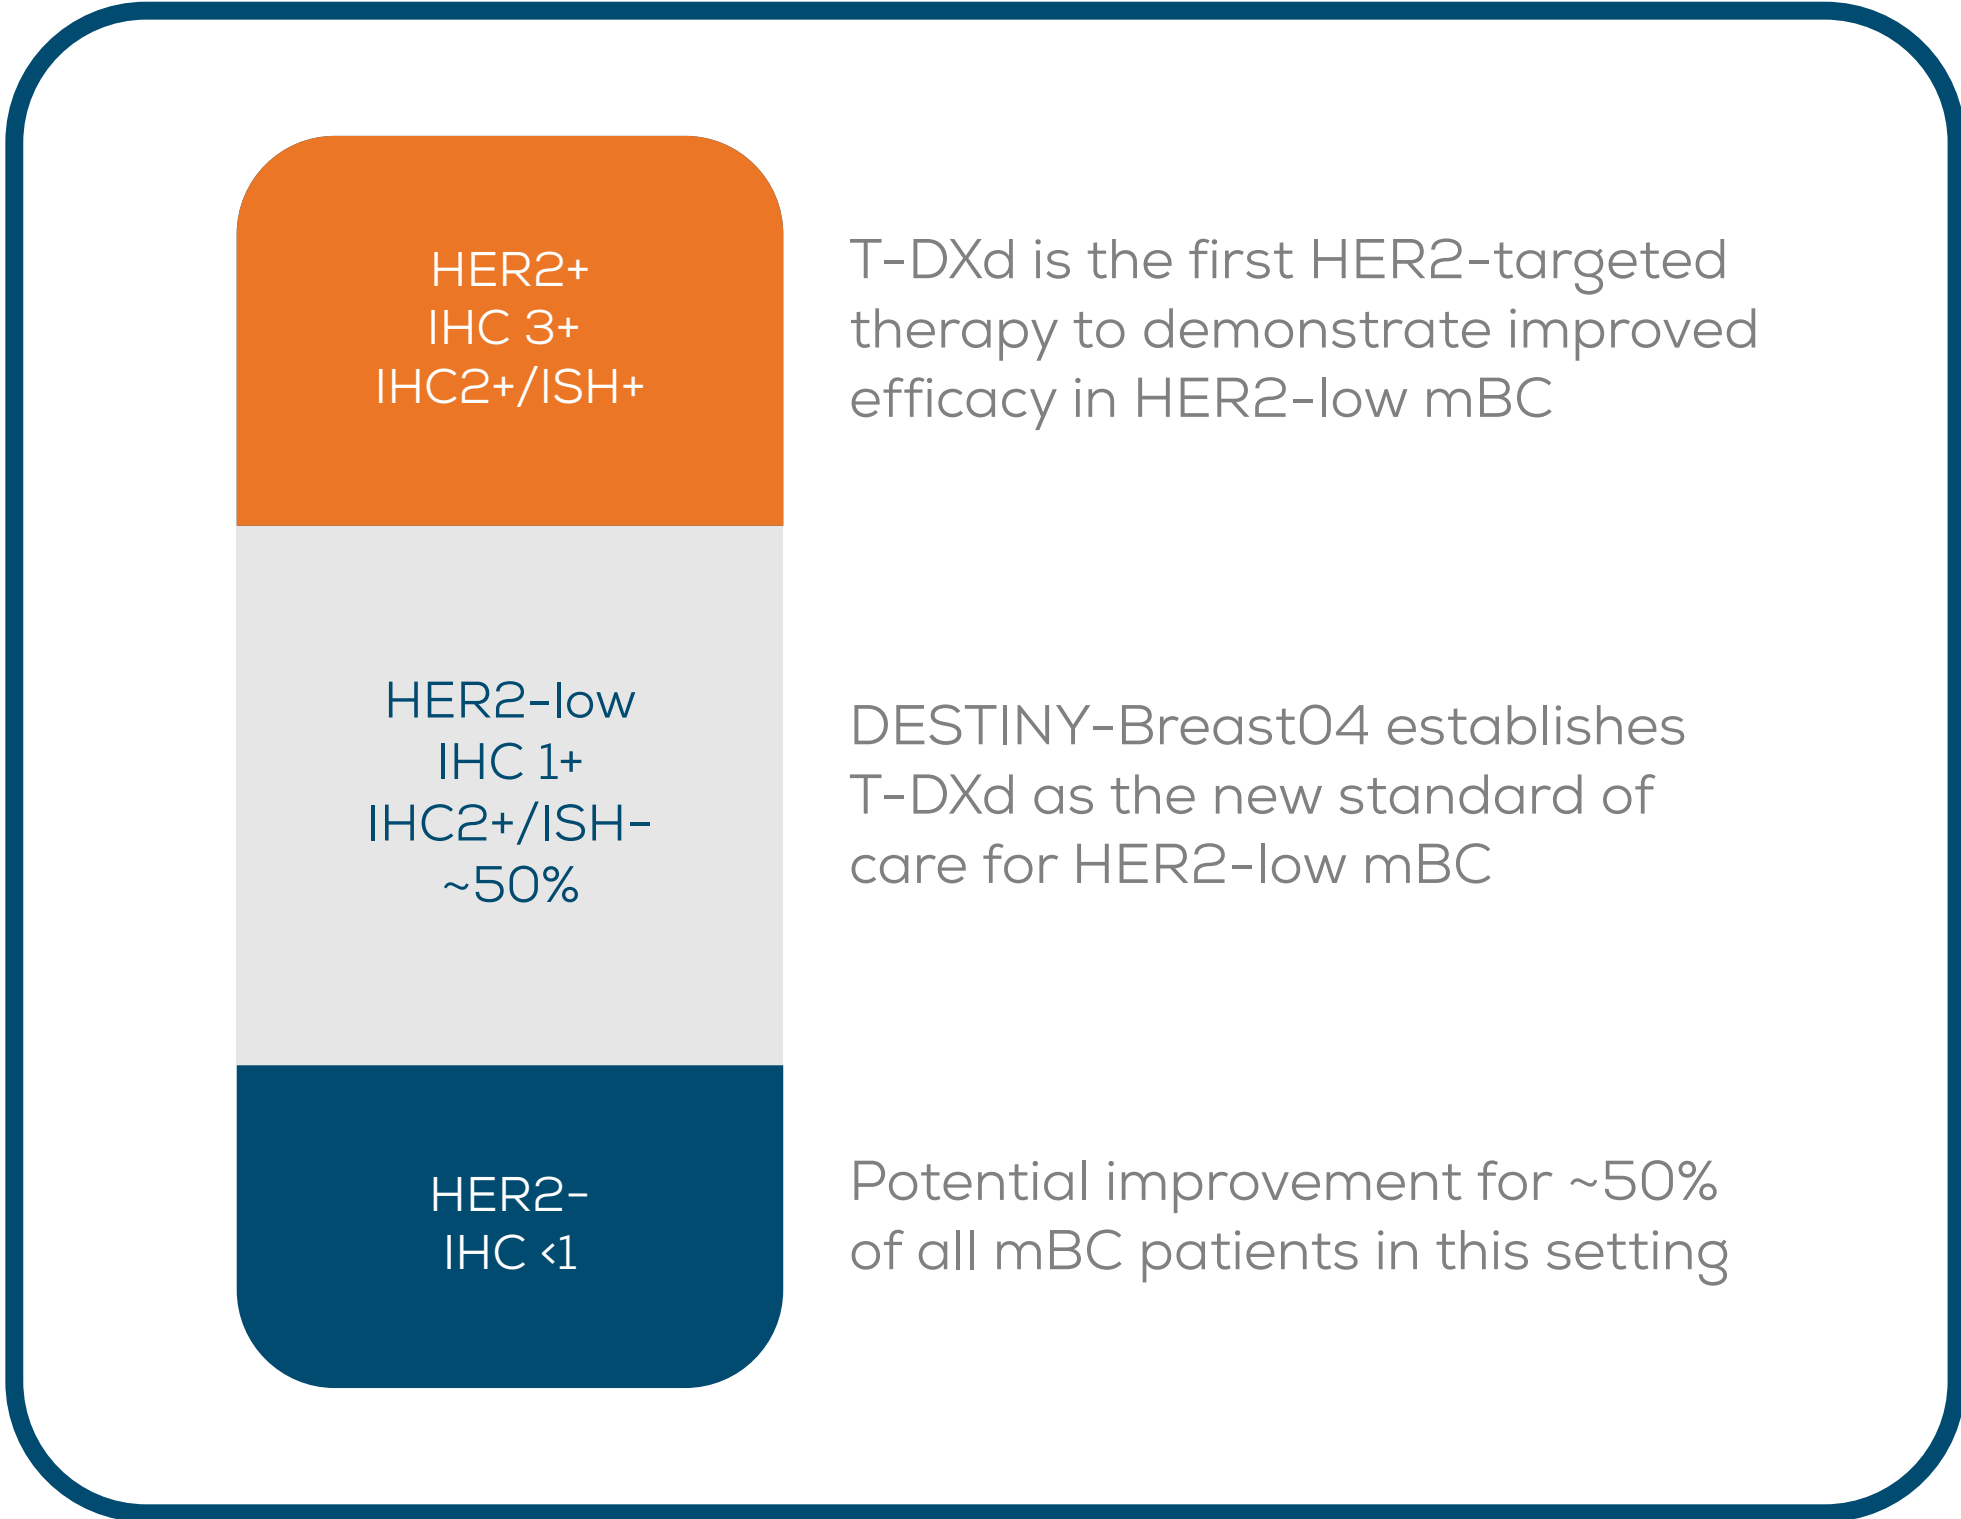 HER2+
IHC 3+
IHC2+/ISH+
T-DXd is the first HER2-targeted
therapy to demonstrate improved
efficacy in HER2-low mBC
HER2-low
IHC 1+
IHC2+/ISH-
~50%
DESTINY-Breast04 establishes
T-DXd as the new standard of
care for HER2-low mBC
HER2-
IHC <1
Potential improvement for ~50%
of all mBC patients in this setting